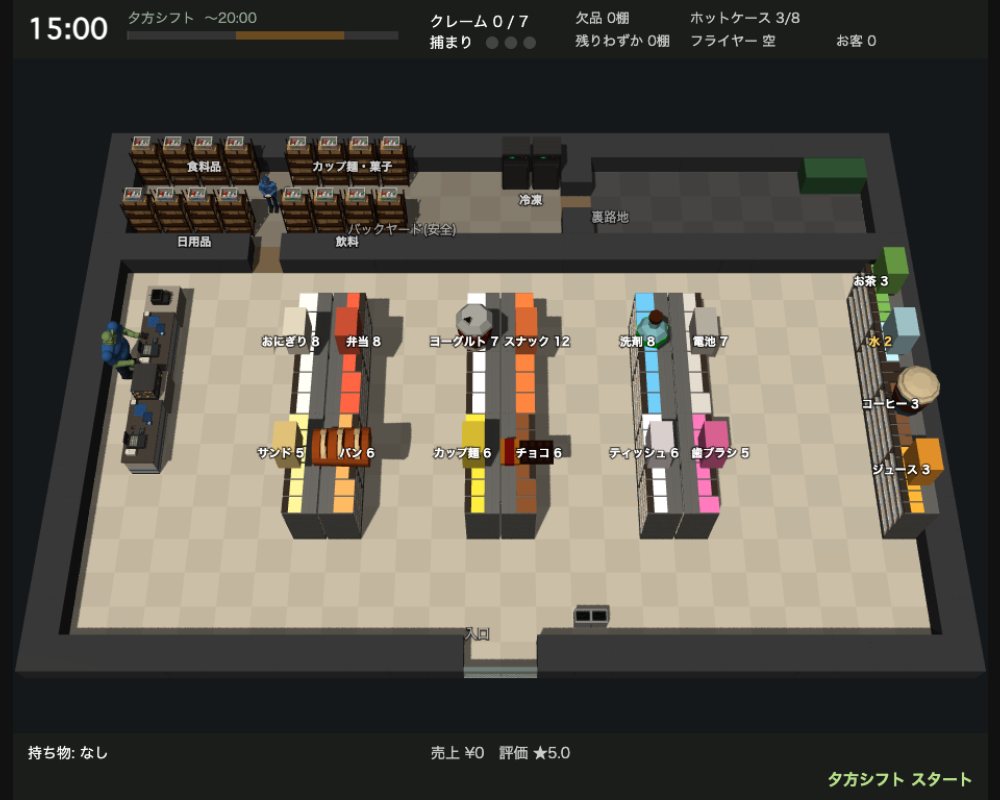 15:00
夕方シフト ～20:00
クレーム 0 / 7
捕まり
欠品 0棚
残りわずか 0棚
ホットケース 3/8
フライヤー 空
お客 0
食料品
カップ麺・菓子
冷凍
裏路地
バックヤード(安全)
日用品
飲料
お茶 3
おにぎり 8
弁当 8
ヨーグルト 7
スナック 12
洗剤 8
電池 7
水 2
コーヒー 3
サンド 5
パン 6
カップ麺 6
チョコ 6
ティッシュ 6
歯ブラシ 5
ジュース 3
入口
持ち物: なし
売上 ¥0 評価 ★5.0
夕方シフト スタート